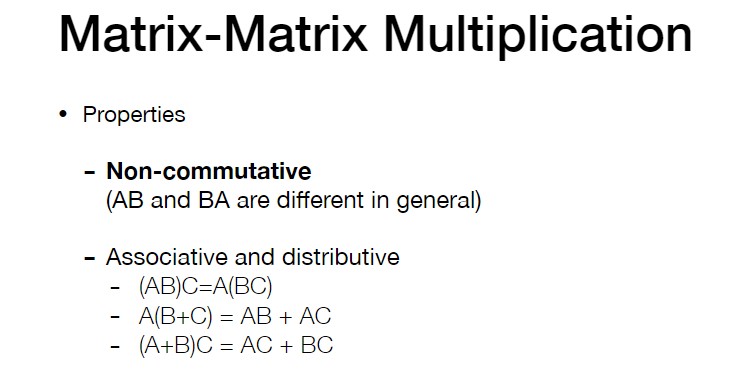 Matrix-Matrix Multiplication
• Properties
- Non-commutative
(AB and BA are different in general)
- Associative and distributive
- (AB)C=A(BC)
- A(B+C) = AB + AC
- (A+B)C = AC + BC